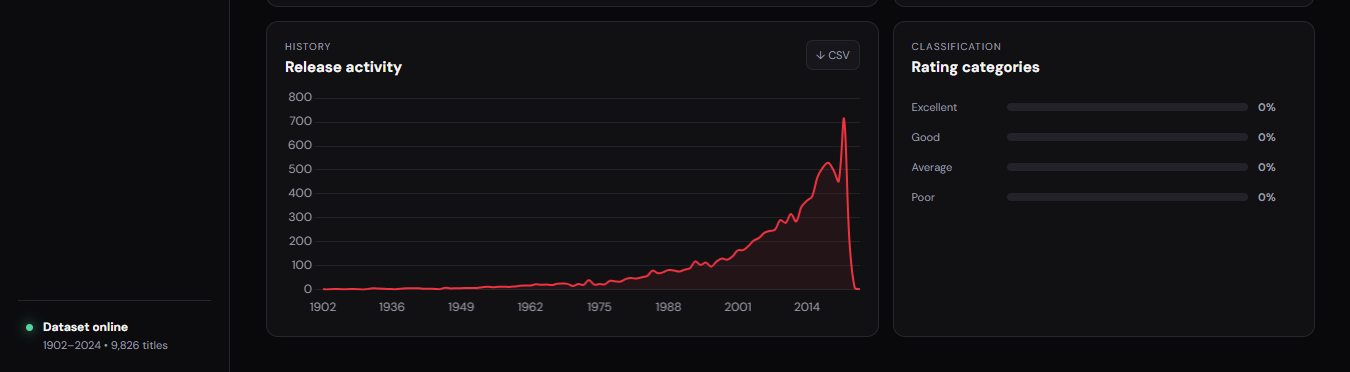 HISTORY
Release activity
↓ CSV
800
700
600
500
400
300
200
100
0
1902 1936 1949 1962 1975 1988 2001 2014
CLASSIFICATION
Rating categories
Excellent 0%
Good 0%
Average 0%
Poor 0%
Dataset online
1902–2024 • 9,826 titles